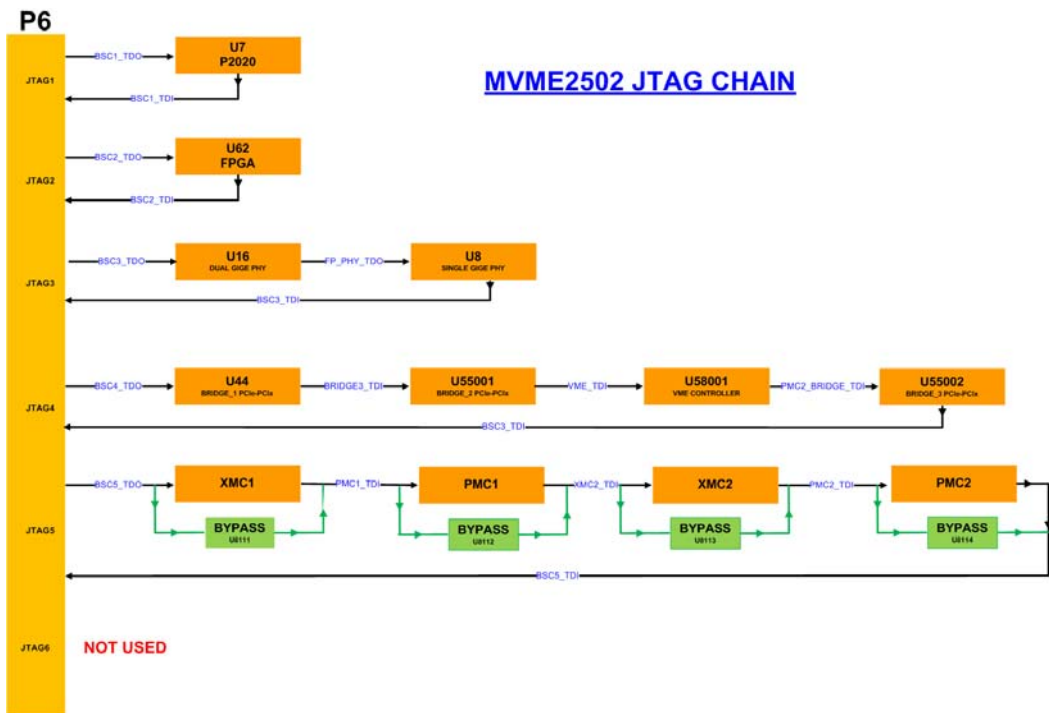 P6
MVME2502 JTAG CHAIN
JTAG1
BSC1_TDO
U7
P2020
BSC1_TDI
JTAG2
BSC2_TDO
U62
FPGA
BSC2_TDI
JTAG3
BSC3_TDO
U16
DUAL GIGE PHY
FP_PHY_TDO
U8
SINGLE GIGE PHY
BSC3_TDI
JTAG4
BSC4_TDO
U44
BRIDGE_1 PCIe-PCIx
BRIDGE3_TDI
U55001
BRIDGE_2 PCIe-PCIx
VME_TDI
U58001
VME CONTROLLER
PMC2_BRIDGE_TDI
U55002
BRIDGE_3 PCIe-PCIx
BSC3_TDI
JTAG5
BSC5_TDO
XMC1
BYPASS
U8111
PMC1_TDI
PMC1
BYPASS
U8112
XMC2_TDI
XMC2
BYPASS
U8113
PMC2_TDI
PMC2
BYPASS
U8114
BSC5_TDI
JTAG6
NOT USED